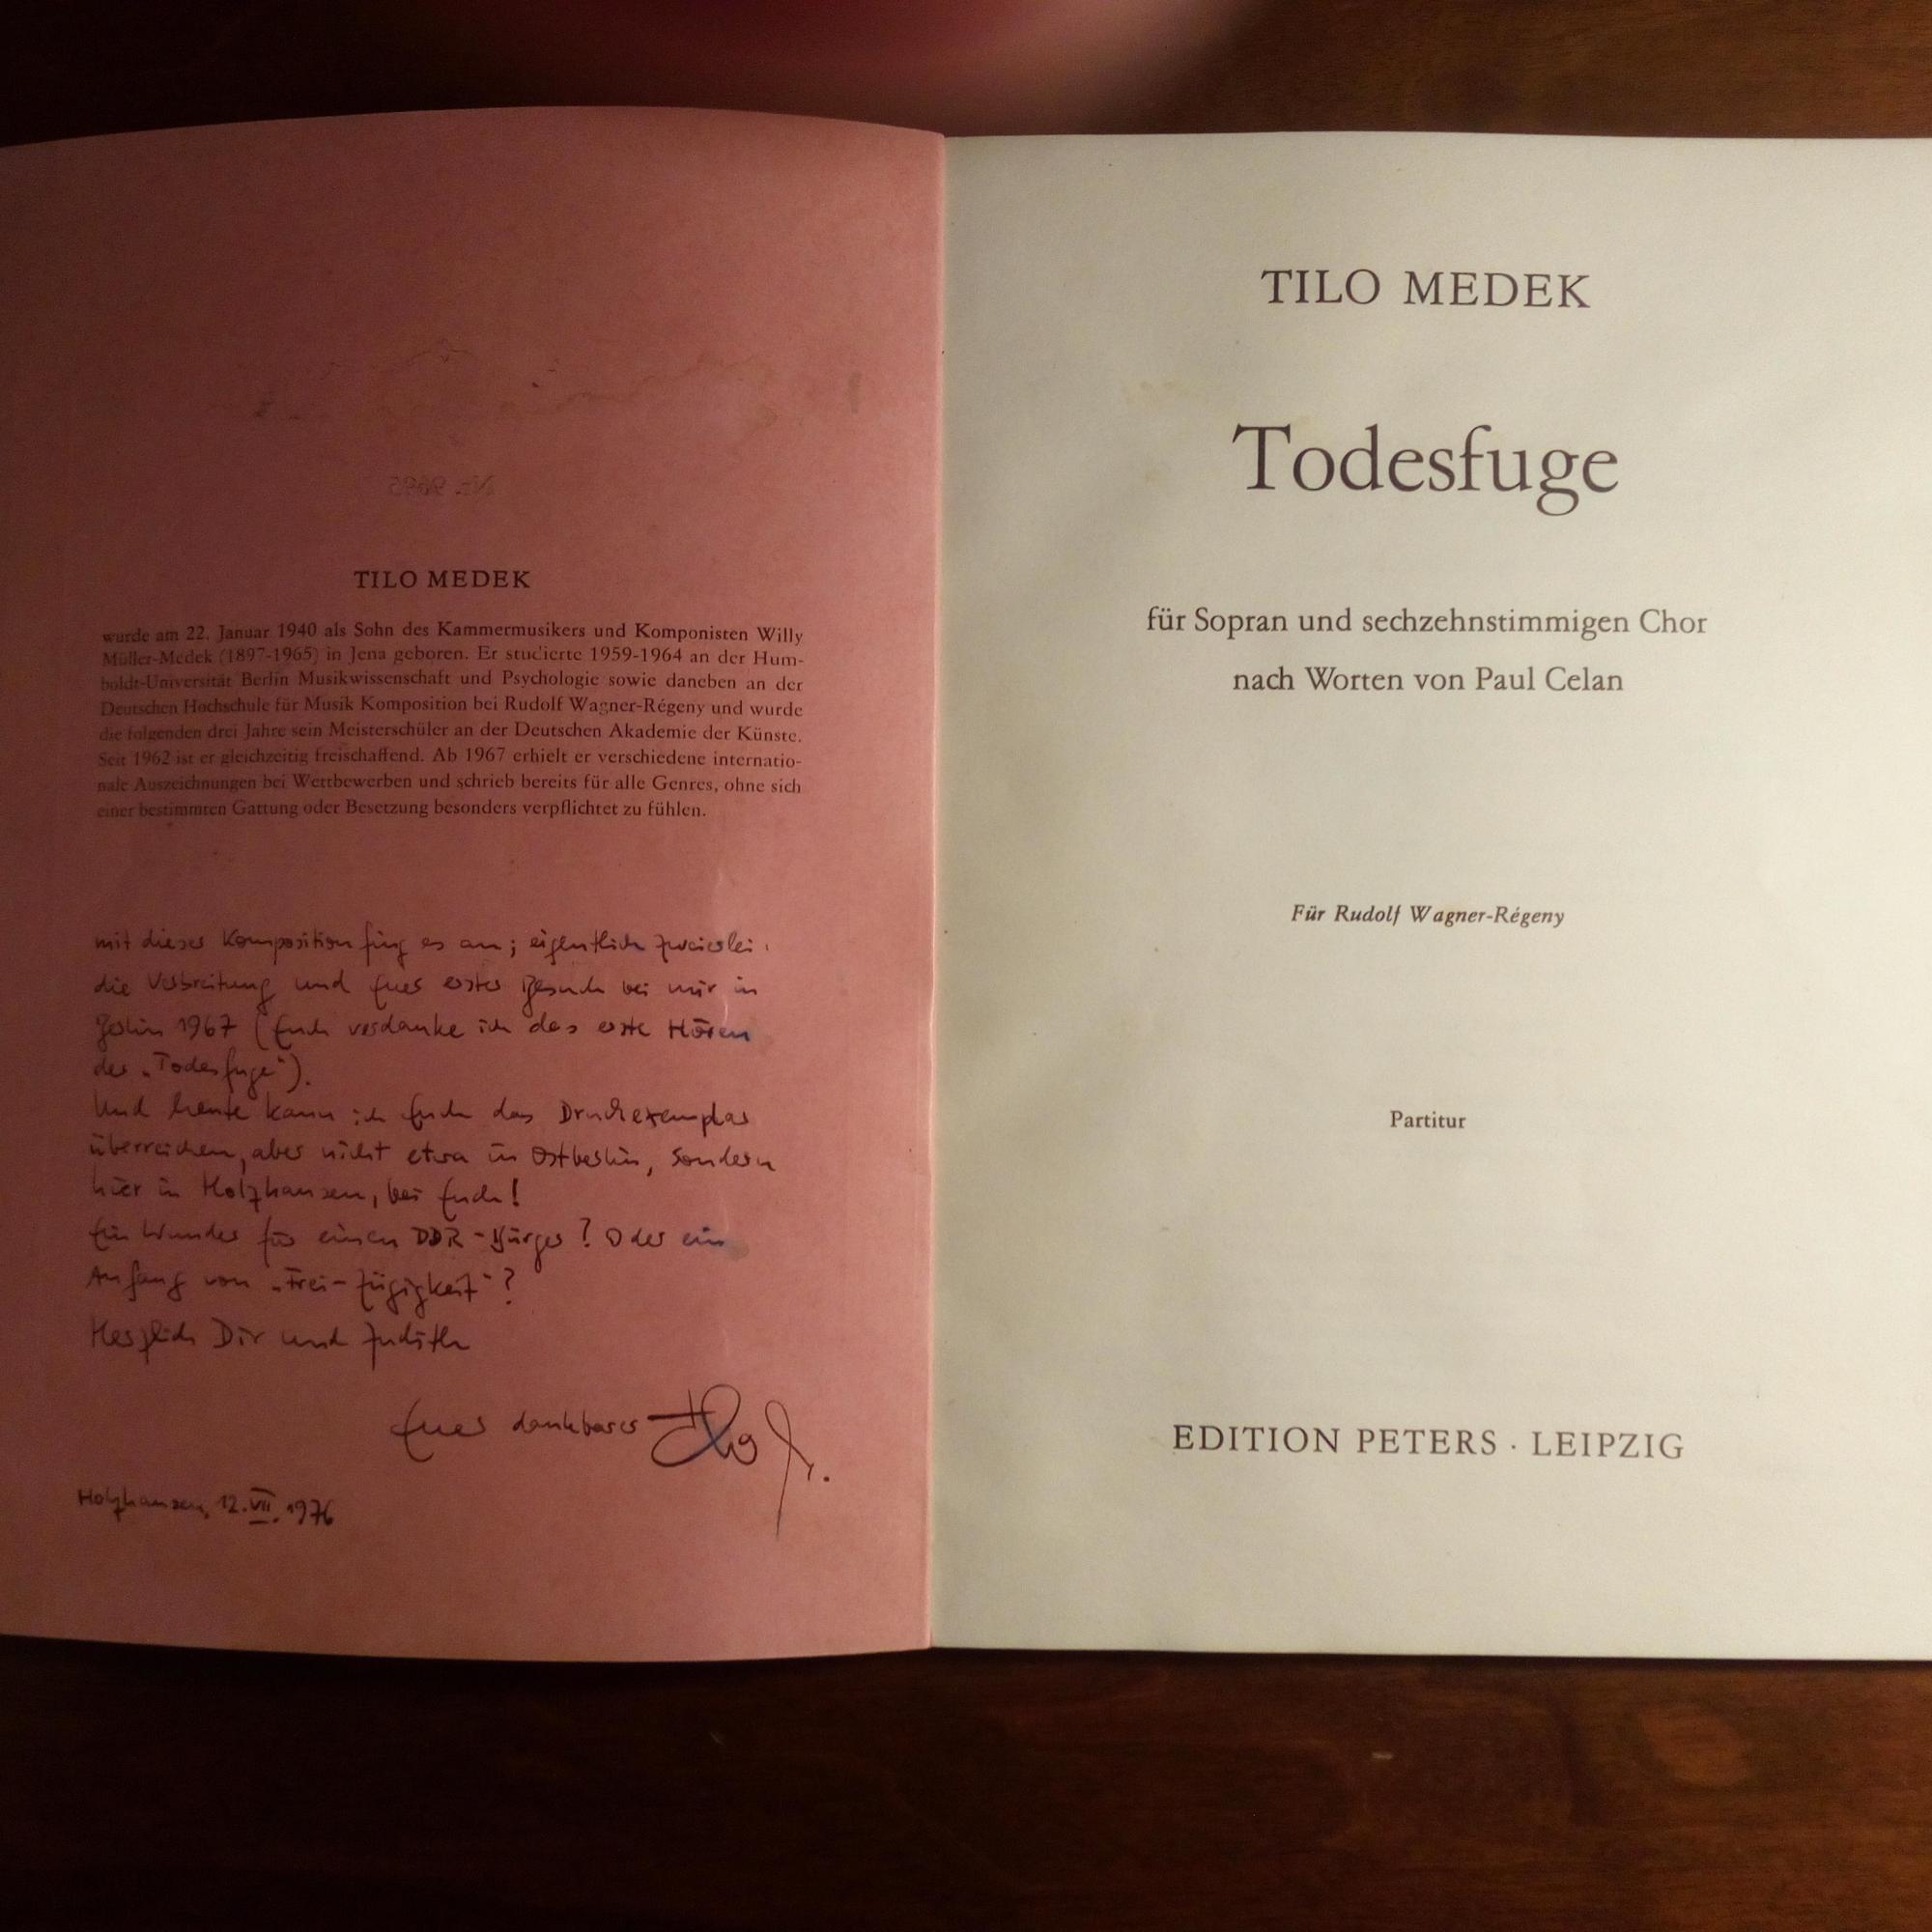 TILO MEDEK
wurde am 22. Januar 1940 als Sohn des Kammermusikers und Komponisten Willy
Müller-Medek (1897-1965) in Jena geboren. Er studierte 1959-1964 an der Hum-
boldt-Universität Berlin Musikwissenschaft und Psychologie sowie daneben an der
Deutschen Hochschule für Musik Komposition bei Rudolf Wagner-Régeny und wurde
die folgenden drei Jahre sein Meisterschüler an der Deutschen Akademie der Künste.
Seit 1962 ist er gleichzeitig freischaffend. Ab 1967 erhielt er verschiedene internatio-
nale Auszeichnungen bei Wettbewerben und schrieb bereits für alle Genres, ohne sich
einer bestimmten Gattung oder Besetzung besonders verpflichtet zu fühlen.
mit dieser Komposition fing es an; eigentlich zweierlei:
die Verbreitung und Euer erster Besuch bei mir in
Berlin 1967 (Euch verdanke ich das erste Hören
der „Todesfuge“).
Und heute kann ich Euch das Druckexemplar
überreichen, aber nicht etwa in Ostberlin, sondern
hier in Holzhausen, bei Euch!
Ein Wunder für einen DDR-Bürger? Oder ein
Anfang von „Frei-zügigkeit“?
Herzlich Dir und Judith
Euer dankbarer
Holzhausen, 12.VII.1976
TILO MEDEK
Todesfuge
für Sopran und sechzehnstimmigen Chor
nach Worten von Paul Celan
Für Rudolf Wagner-Régeny
Partitur
EDITION PETERS · LEIPZIG